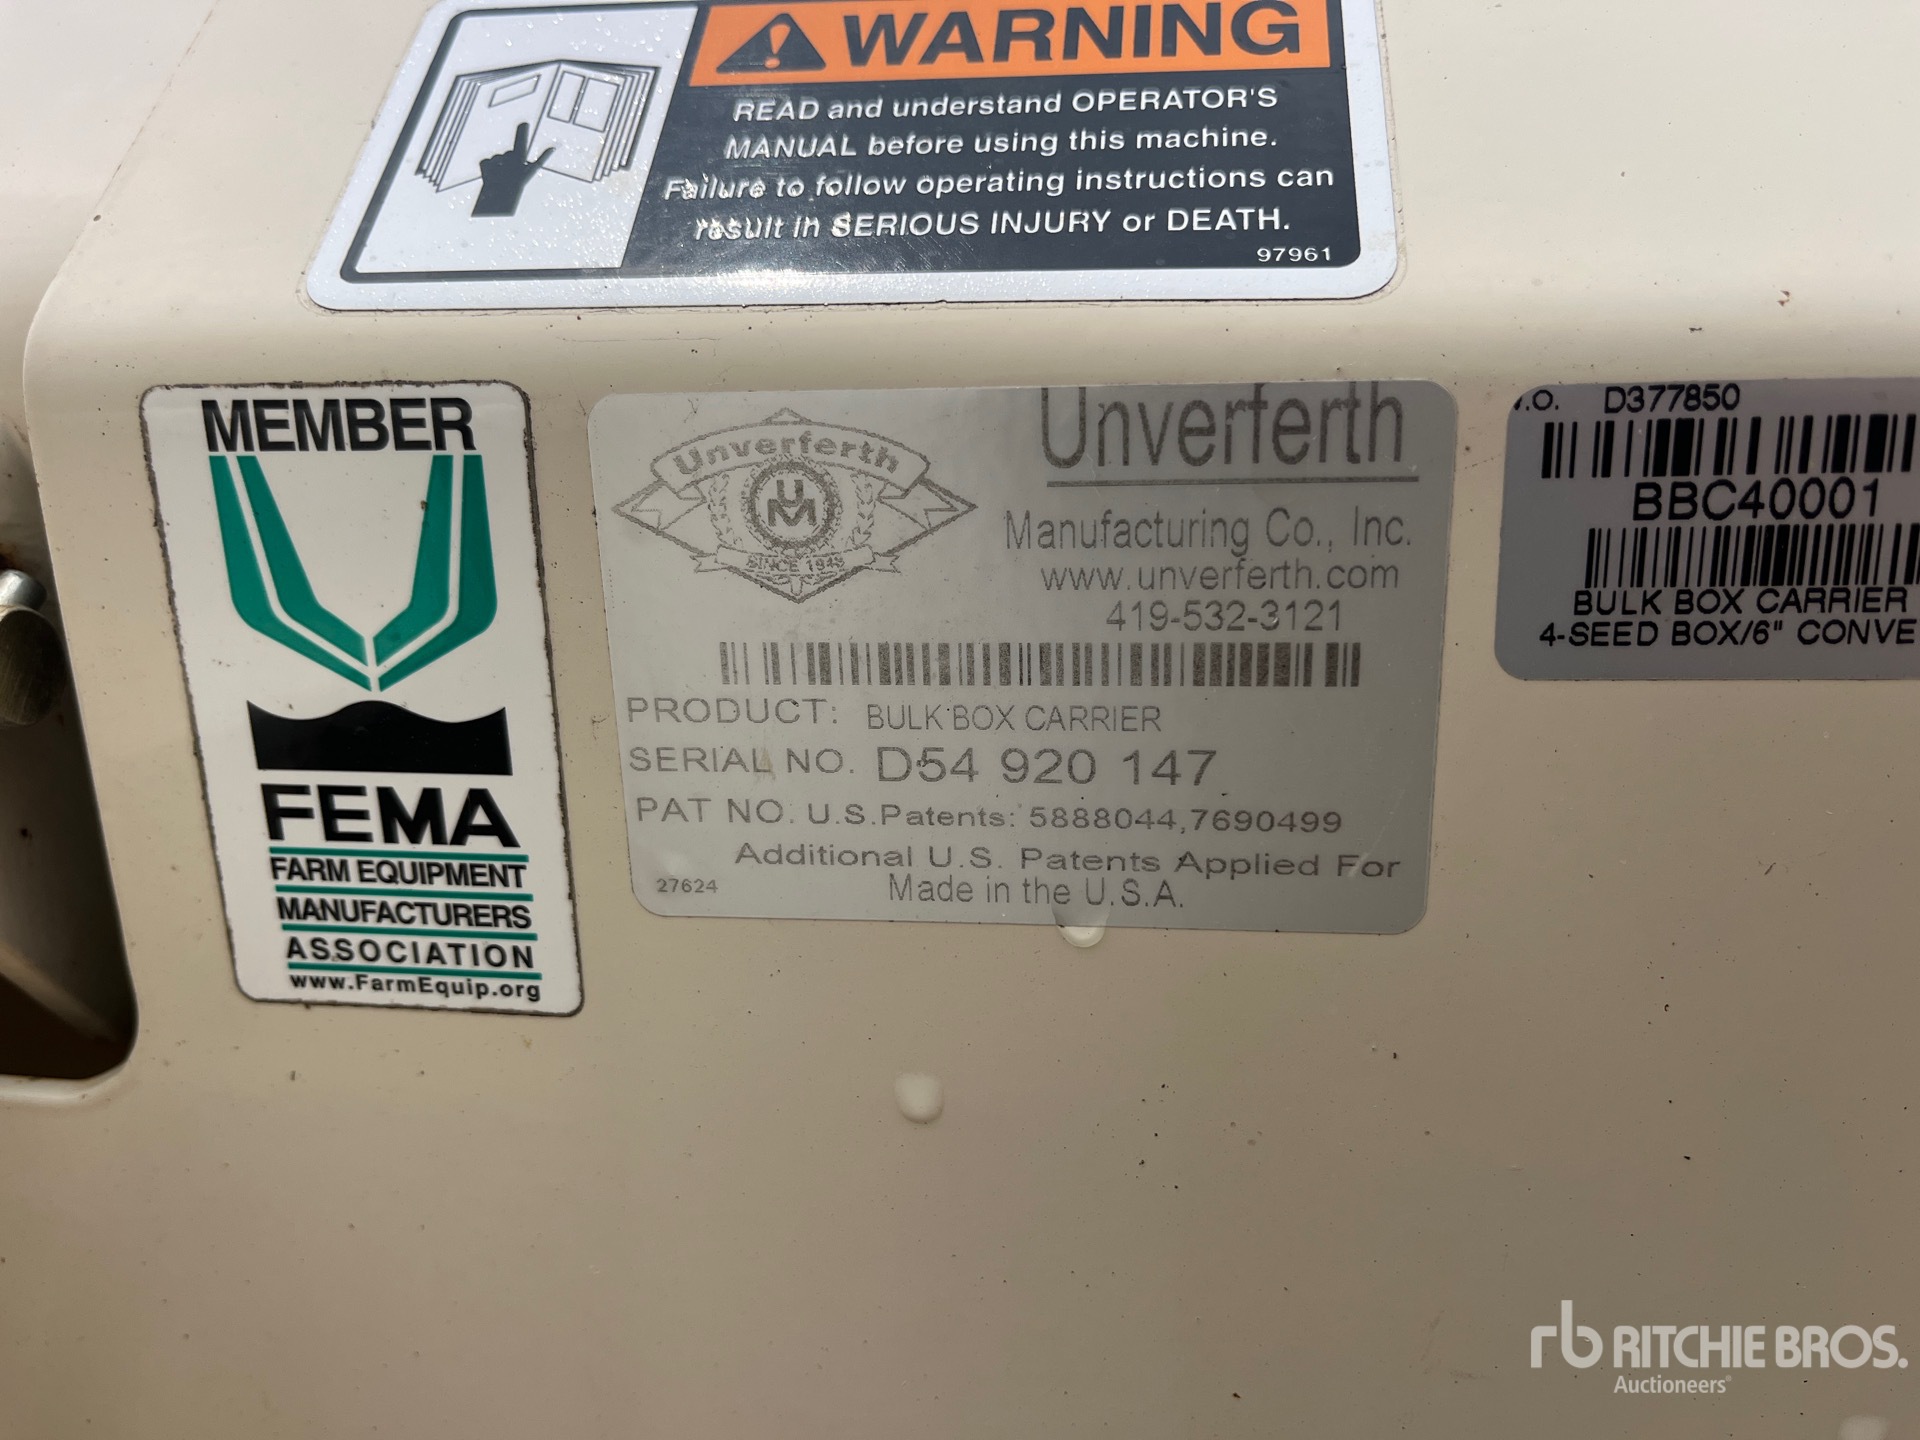 WARNING
READ and understand OPERATOR'S
MANUAL before using this machine.
Failure to follow operating instructions can
result in SERIOUS INJURY or DEATH.
97961
MEMBER
FEMA
FARM EQUIPMENT
MANUFACTURERS
ASSOCIATION
www.FarmEquip.org
Unverferth
UM
SINCE 1948
Unverferth
Manufacturing Co., Inc.
www.unverferth.com
419-532-3121
PRODUCT: BULK BOX CARRIER
SERIAL NO. D54 920 147
PAT NO. U.S.Patents: 5888044,7690499
Additional U.S. Patents Applied For
27624 Made in the U.S.A.
.O. D377850
BBC40001
BULK BOX CARRIER
4-SEED BOX/6" CONVE
rb RITCHIE BROS.
Auctioneers